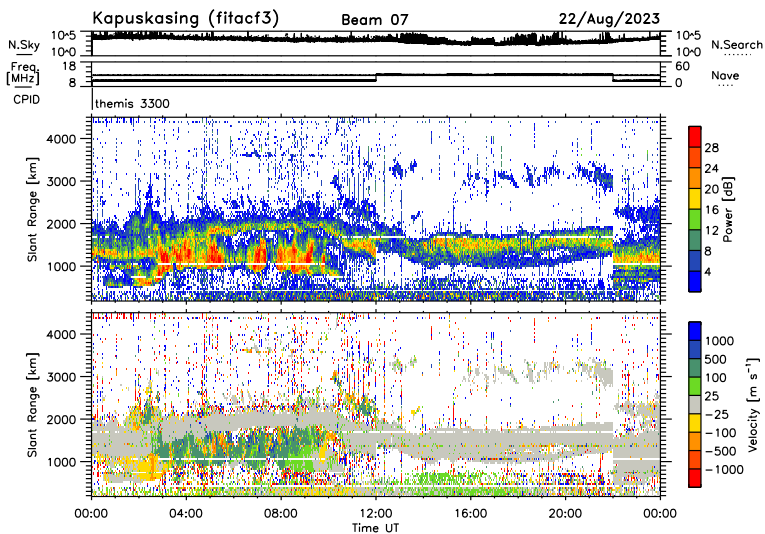 Kapuskasing (fitacf3) Beam 07 22/Aug/2023
N.Sky 10^5 10^0 10^5 10^0 N.Search
Freq. [MHz] 18 8 60 0 Nave
CPID themis 3300
Slant Range [km] 4000 3000 2000 1000
Power [dB] 28 24 20 16 12 8 4
Slant Range [km] 4000 3000 2000 1000
Velocity [m s⁻¹] 1000 500 100 25 −25 −100 −500 −1000
00:00 04:00 08:00 12:00 16:00 20:00 00:00
Time UT